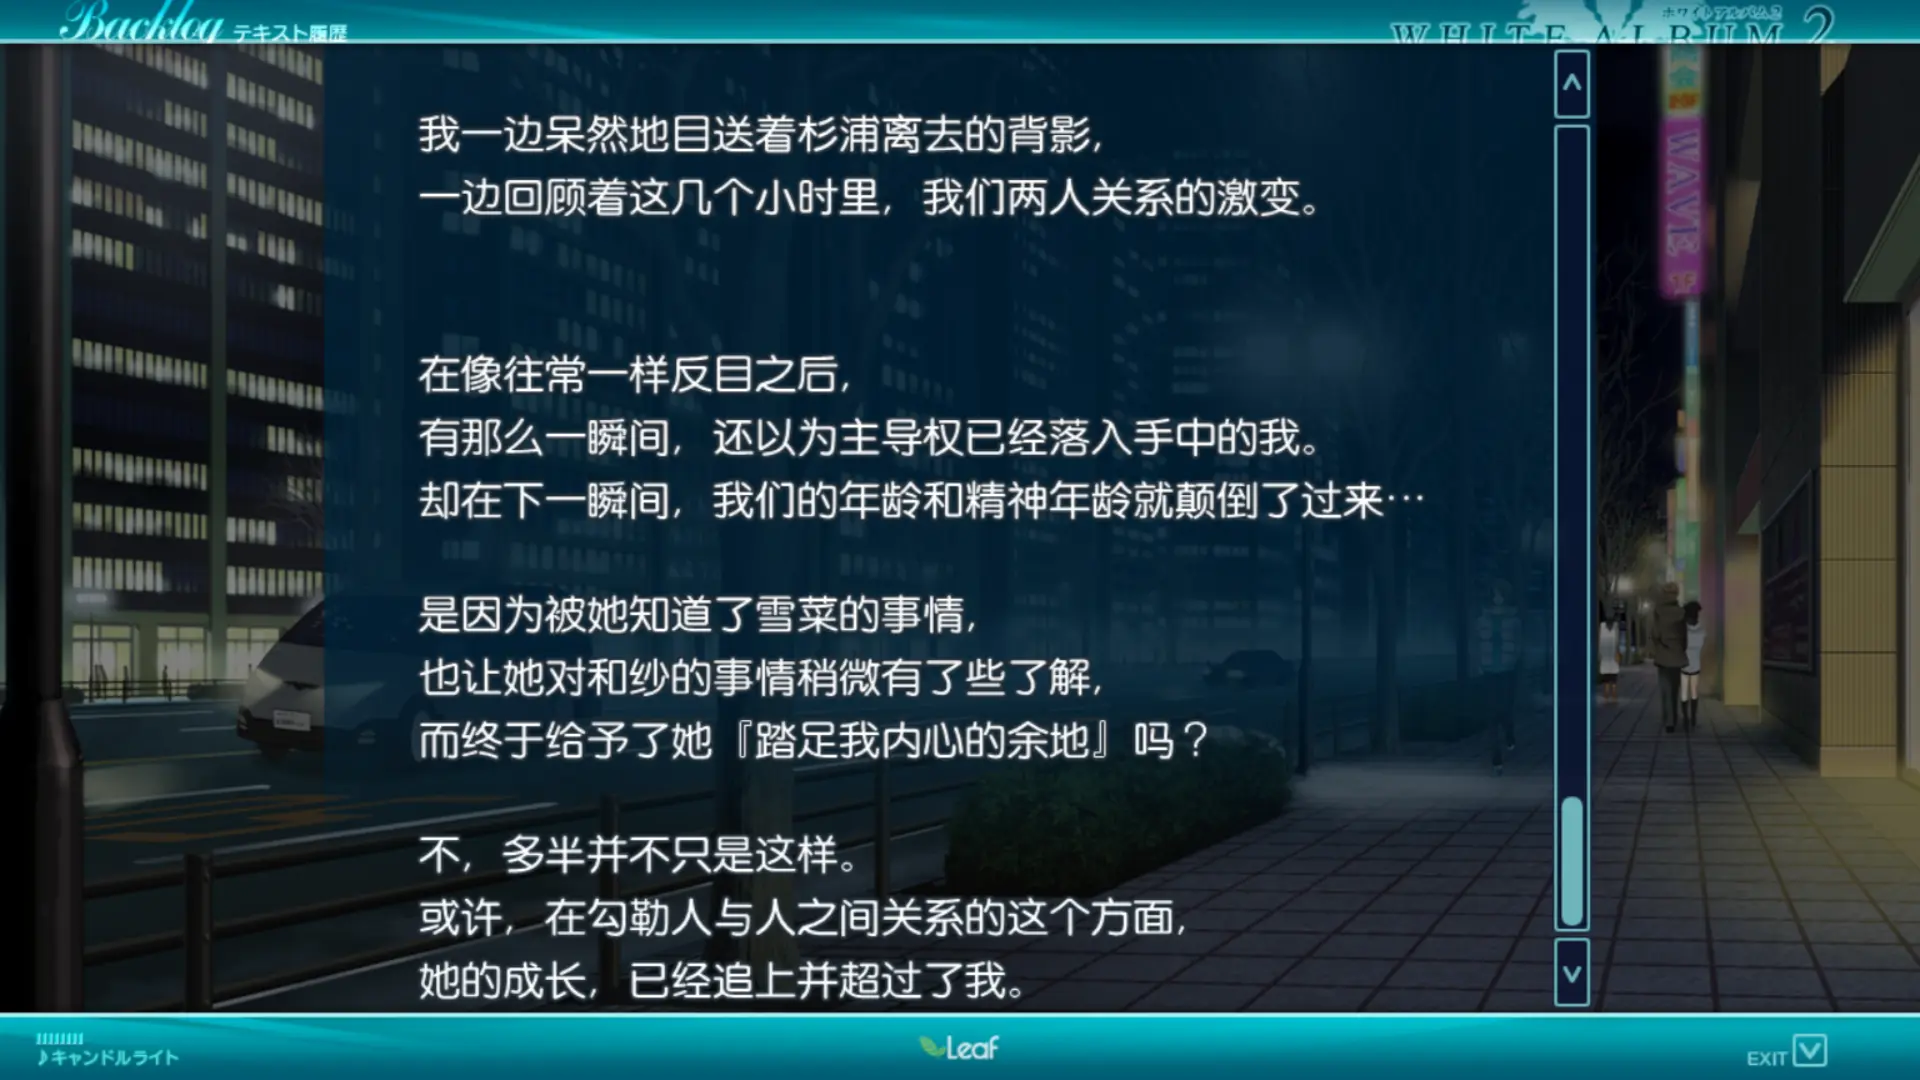 Backlog テキスト履歴
ホワイトアルバム2
WHITE ALBUM 2
WAVE
1F
我一边呆然地目送着杉浦离去的背影，
一边回顾着这几个小时里，我们两人关系的激变。
在像往常一样反目之后，
有那么一瞬间，还以为主导权已经落入手中的我。
却在下一瞬间，我们的年龄和精神年龄就颠倒了过来…
是因为被她知道了雪菜的事情，
也让她对和纱的事情稍微有了些了解，
而终于给予了她『踏足我内心的余地』吗？
不，多半并不只是这样。
或许，在勾勒人与人之间关系的这个方面，
她的成长，已经追上并超过了我。
♪キャンドルライト
Leaf
EXIT